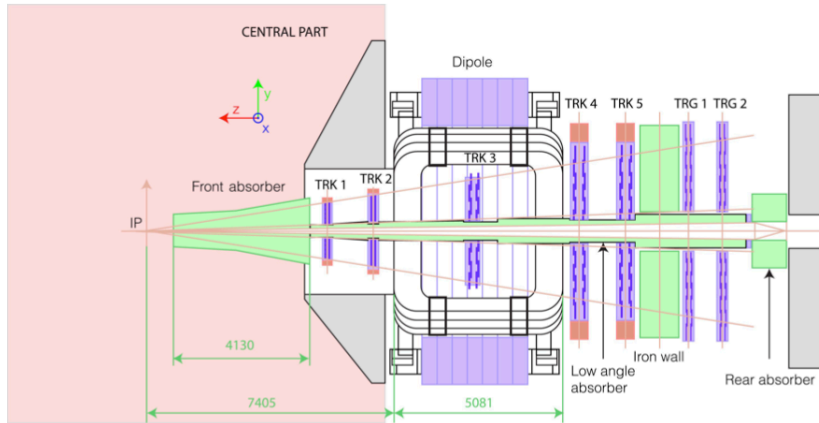 CENTRAL PART
Dipole
y
z
x
TRK 4
TRK 5
TRG 1
TRG 2
TRK 3
Front absorber
TRK 1
TRK 2
IP
4130
Iron wall
Low angle
absorber
Rear absorber
7405
5081